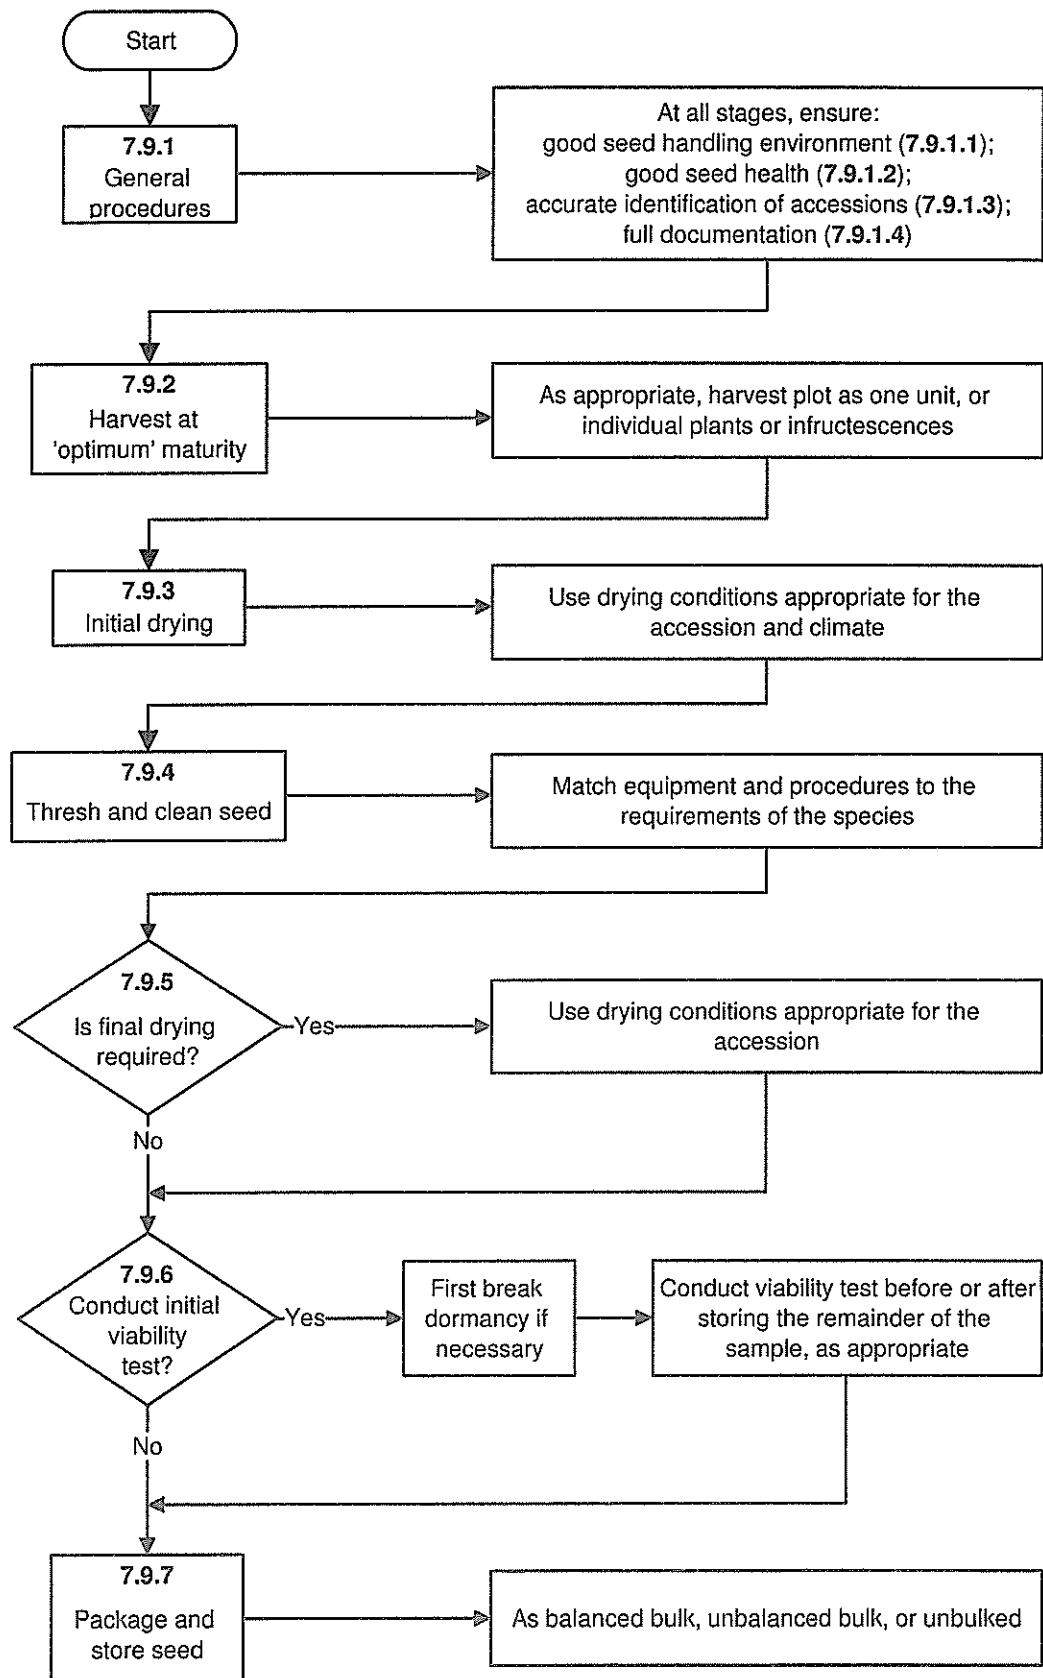 Start
7.9.1
General
procedures
At all stages, ensure:
good seed handling environment (7.9.1.1);
good seed health (7.9.1.2);
accurate identification of accessions (7.9.1.3);
full documentation (7.9.1.4)
7.9.2
Harvest at
'optimum' maturity
As appropriate, harvest plot as one unit, or
individual plants or infructescences
7.9.3
Initial drying
Use drying conditions appropriate for the
accession and climate
7.9.4
Thresh and clean seed
Match equipment and procedures to the
requirements of the species
7.9.5
Is final drying
required?
Yes
Use drying conditions appropriate for the
accession
No
7.9.6
Conduct initial
viability
test?
Yes
First break
dormancy if
necessary
Conduct viability test before or after
storing the remainder of the
sample, as appropriate
No
7.9.7
Package and
store seed
As balanced bulk, unbalanced bulk, or unbulked